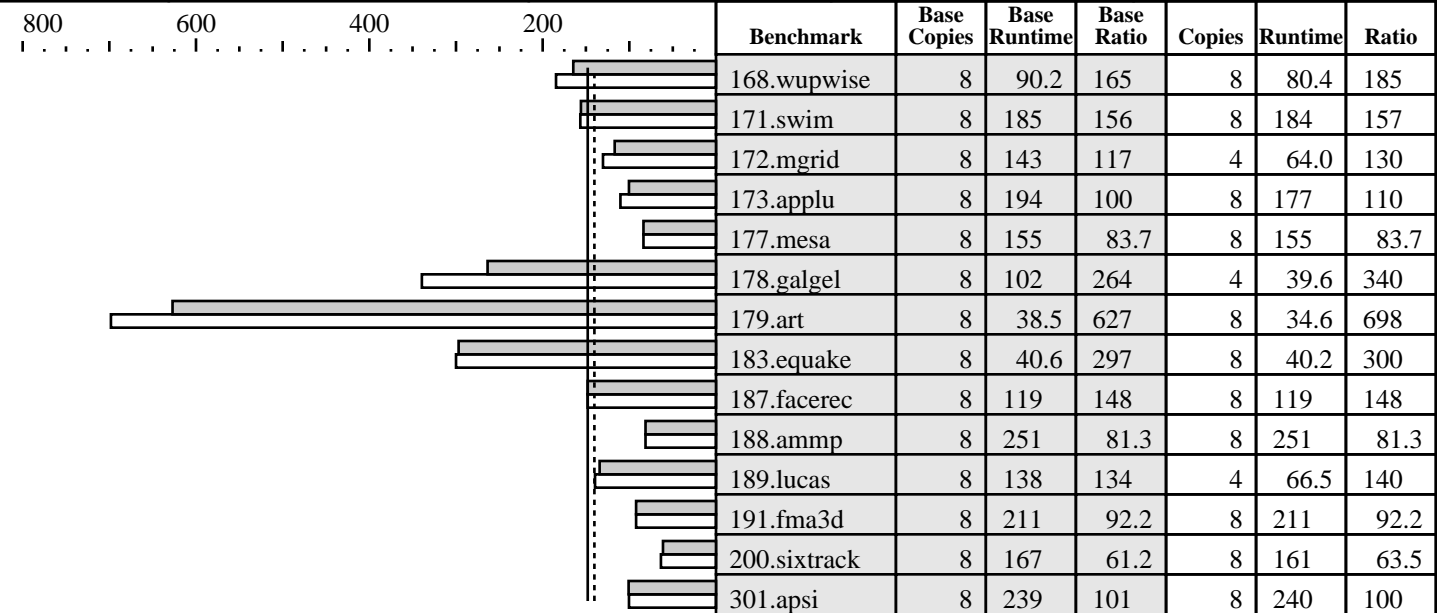 800 600 400 200
Benchmark Base Copies Base Runtime Base Ratio Copies Runtime Ratio
168.wupwise 8 90.2 165 8 80.4 185
171.swim 8 185 156 8 184 157
172.mgrid 8 143 117 4 64.0 130
173.applu 8 194 100 8 177 110
177.mesa 8 155 83.7 8 155 83.7
178.galgel 8 102 264 4 39.6 340
179.art 8 38.5 627 8 34.6 698
183.equake 8 40.6 297 8 40.2 300
187.facerec 8 119 148 8 119 148
188.ammp 8 251 81.3 8 251 81.3
189.lucas 8 138 134 4 66.5 140
191.fma3d 8 211 92.2 8 211 92.2
200.sixtrack 8 167 61.2 8 161 63.5
301.apsi 8 239 101 8 240 100